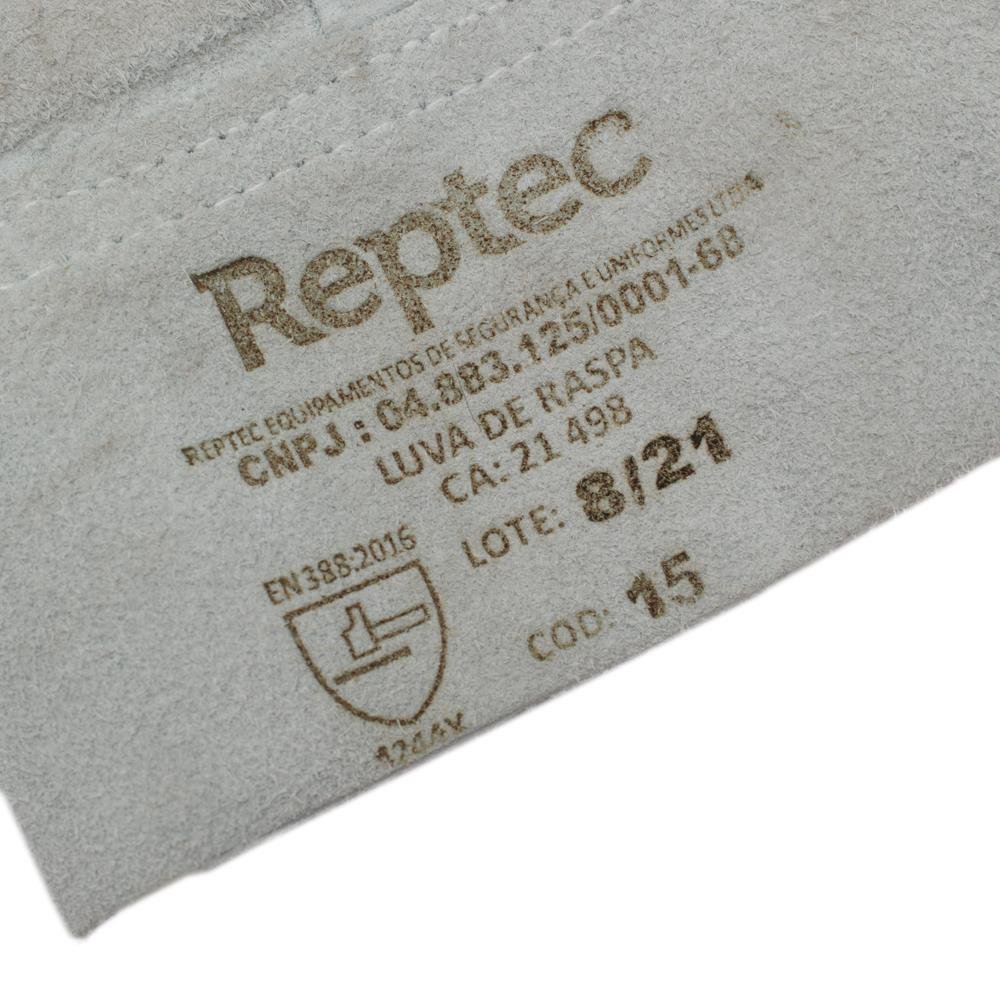 Reptec
REPTEC EQUIPAMENTOS DE SEGURANÇA E UNIFORMES LTDA
CNPJ : 04.883.125/0001-68
LUVA DE RASPA
CA: 21 498
LOTE: 8/21
COD: 15
EN388:2016